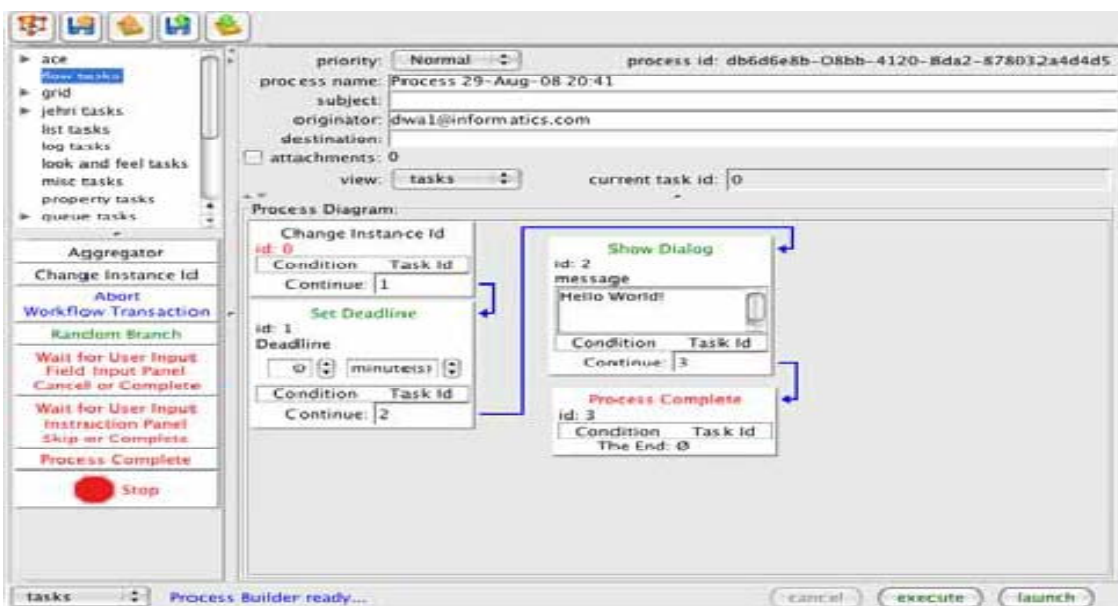 ace
flow tasks
grid
jehri tasks
list tasks
log tasks
look and feel tasks
misc tasks
property tasks
queue tasks
Aggregator
Change Instance Id
Abort
Workflow Transaction
Random Branch
Wait for User Input
Field Input Panel
Cancel or Complete
Wait for User Input
Instruction Panel
Skip or Complete
Process Complete
Stop
priority: Normal process id: db6d6e8b-08bb-4120-8da2-878032a4d4d5
process name: Process 29-Aug-08 20:41
subject:
originator: dwa1@informatics.com
destination:
attachments: 0
view: tasks current task id: 0
Process Diagram:
Change Instance Id
id: 0
Condition Task Id
Continue: 1
Set Deadline
id: 1
Deadline
0 minute(s)
Condition Task Id
Continue: 2
Show Dialog
id: 2
message
Hello World!
Condition Task Id
Continue: 3
Process Complete
id: 3
Condition Task Id
The End: Ø
tasks Process Builder ready... cancel execute launch